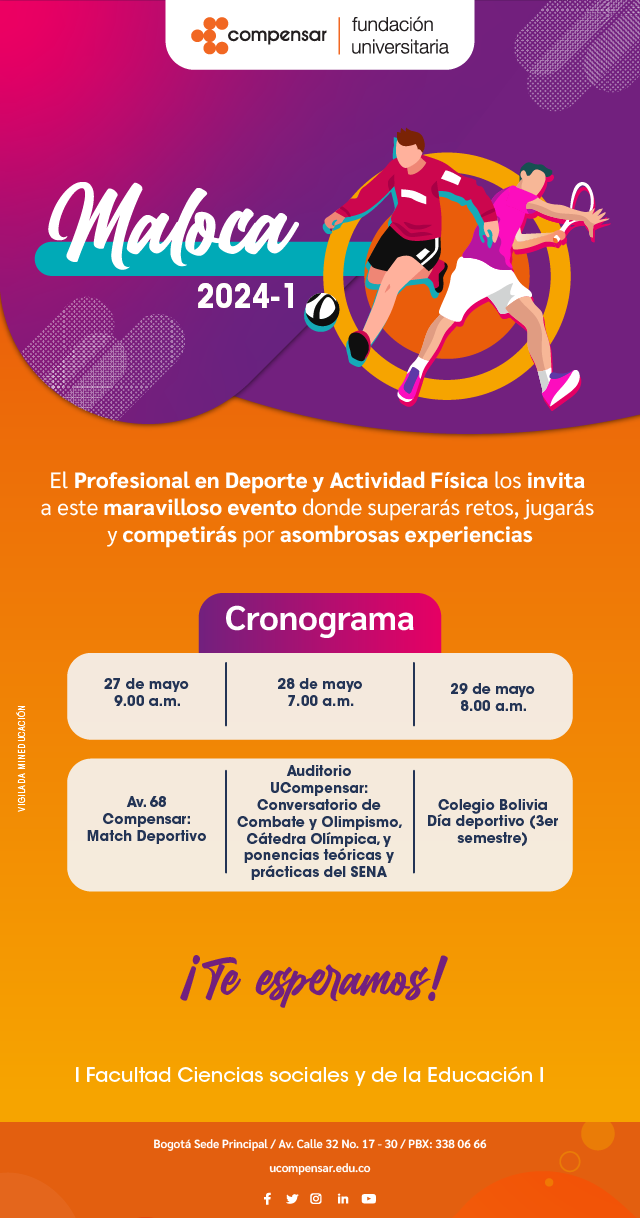 compensar
fundación
universitaria
Maloca
2024-1
El Profesional en Deporte y Actividad Física los invita
a este maravilloso evento donde superarás retos, jugarás
y competirás por asombrosas experiencias
Cronograma
27 de mayo
9.00 a.m.
28 de mayo
7.00 a.m.
29 de mayo
8.00 a.m.
Av. 68
Compensar:
Match Deportivo
Auditorio
UCompensar:
Conversatorio de
Combate y Olimpismo,
Cátedra Olímpica, y
ponencias teóricas y
prácticas del SENA
Colegio Bolivia
Día deportivo (3er
semestre)
VIGILADA MINEDUCACIÓN
¡Te esperamos!
| Facultad Ciencias sociales y de la Educación |
Bogotá Sede Principal / Av. Calle 32 No. 17 - 30 / PBX: 338 06 66
ucompensar.edu.co